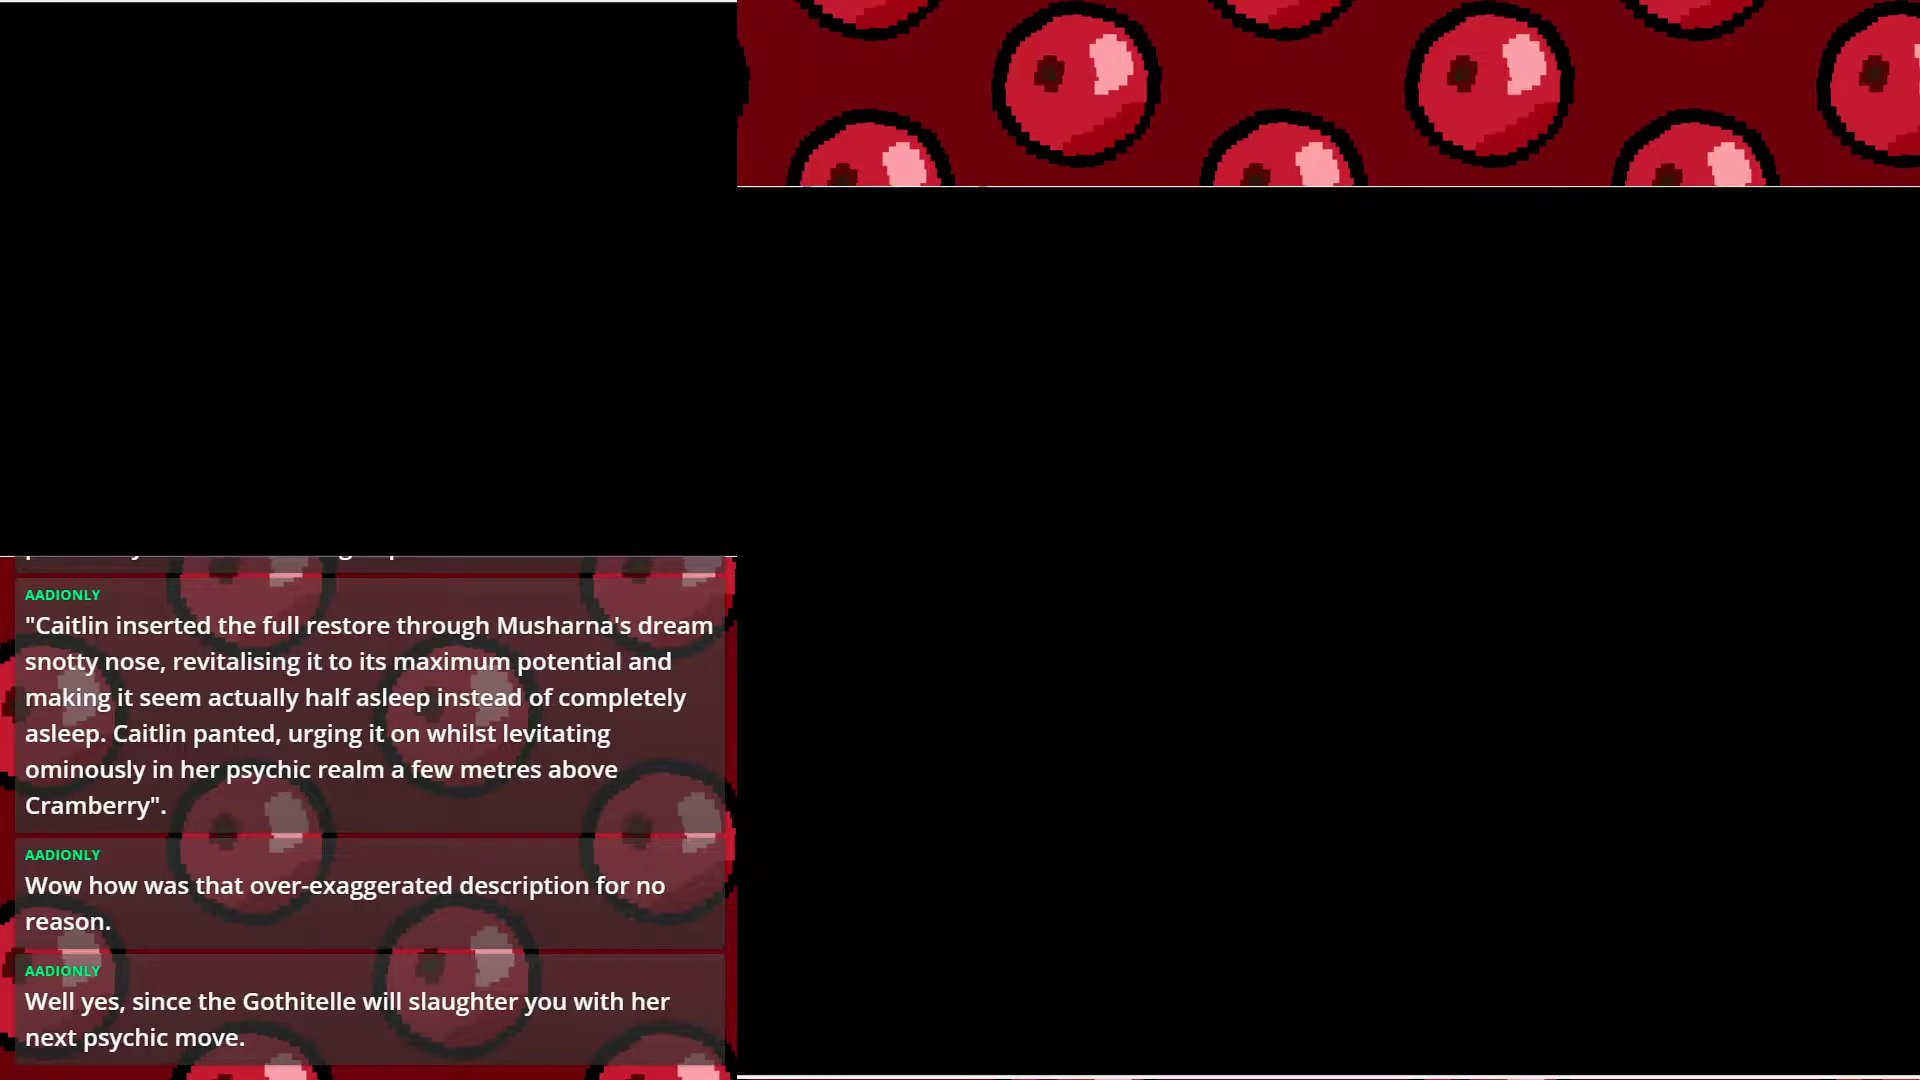 AADIONLY
"Caitlin inserted the full restore through Musharna's dream
snotty nose, revitalising it to its maximum potential and
making it seem actually half asleep instead of completely
asleep. Caitlin panted, urging it on whilst levitating
ominously in her psychic realm a few metres above
Cramberry".
AADIONLY
Wow how was that over-exaggerated description for no
reason.
AADIONLY
Well yes, since the Gothitelle will slaughter you with her
next psychic move.